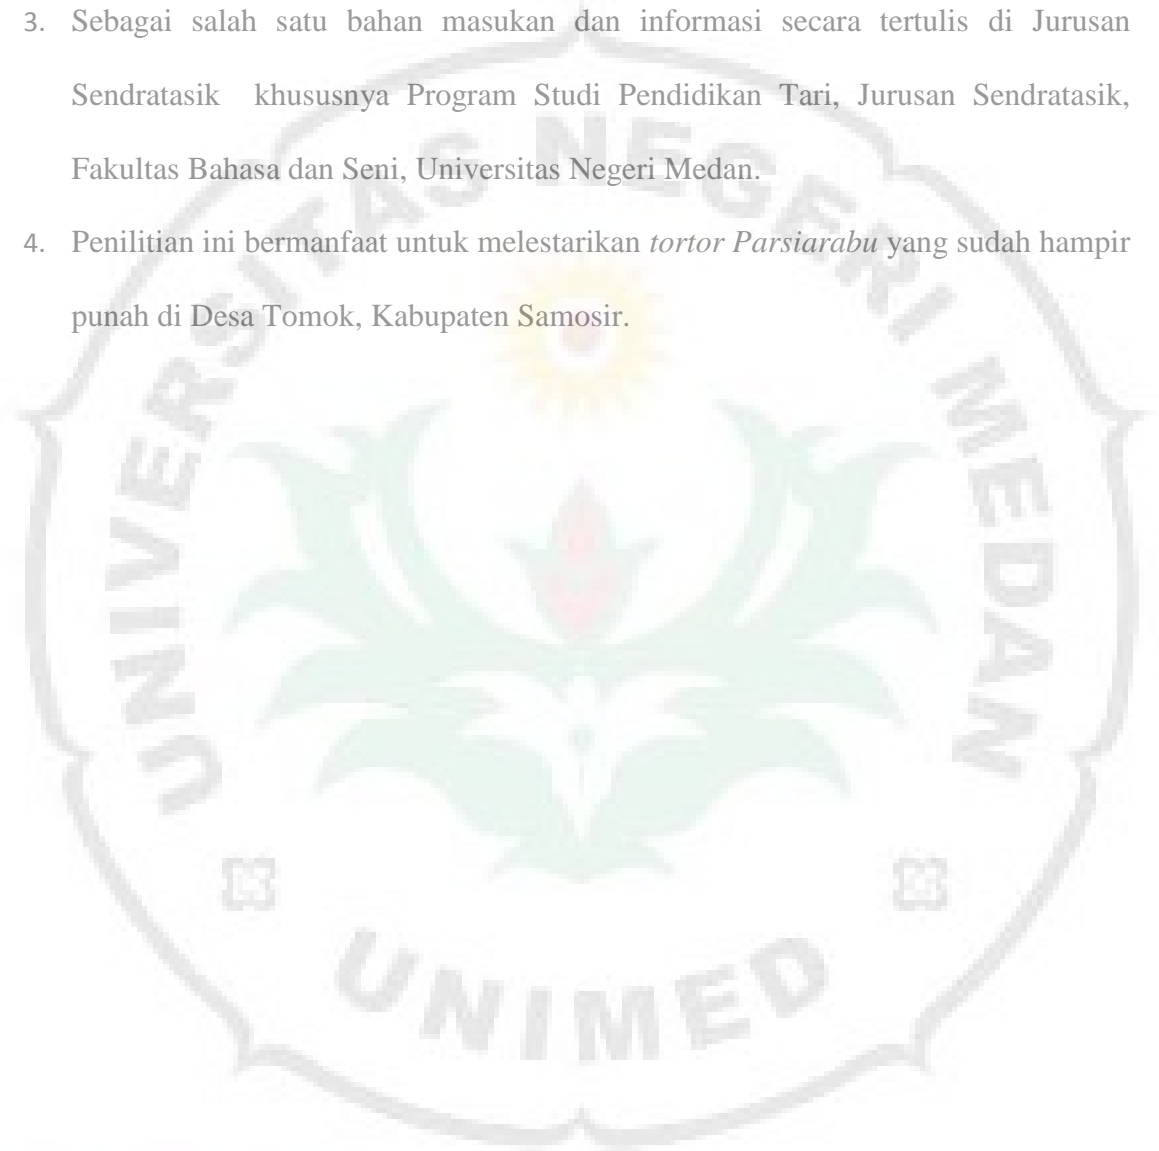 3. Sebagai salah satu bahan masukan dan informasi secara tertulis di Jurusan
Sendratasik khususnya Program Studi Pendidikan Tari, Jurusan Sendratasik,
Fakultas Bahasa dan Seni, Universitas Negeri Medan.
4. Penilitian ini bermanfaat untuk melestarikan tortor Parsiarabu yang sudah hampir
punah di Desa Tomok, Kabupaten Samosir.
UNIVERSITAS NEGERI MEDAN
UNIMED